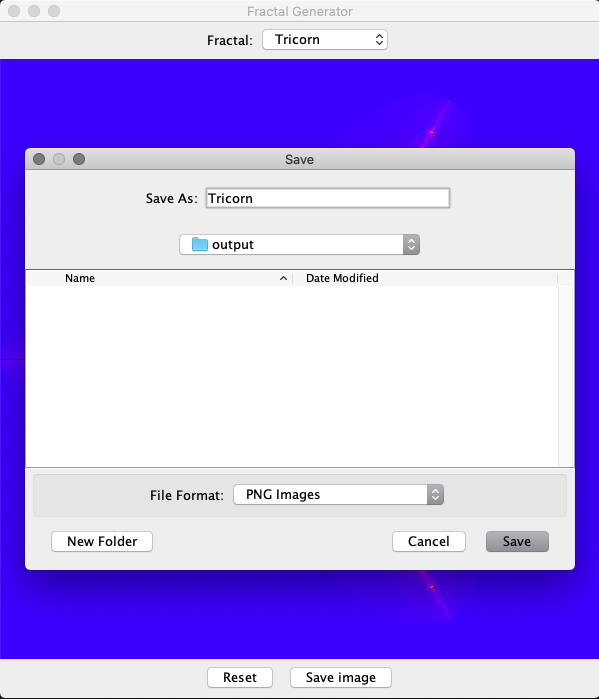 Fractal Generator
Fractal: Tricorn
Save
Save As: Tricorn
output
Name Date Modified
File Format: PNG Images
New Folder Cancel Save
Reset Save image